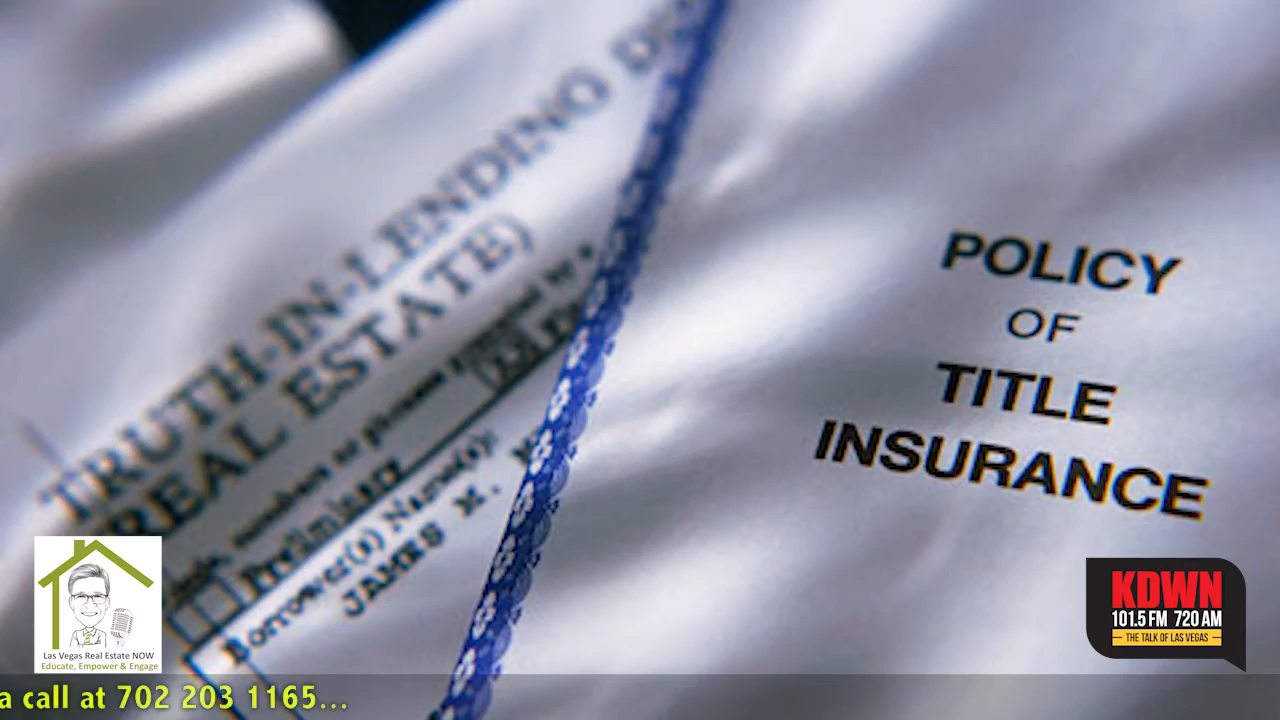 TRUTH-IN-LENDING
REAL ESTATE)
Preliminary
Borrower(s) Name(s):
JAMES M.
POLICY
OF
TITLE
INSURANCE
Las Vegas Real Estate NOW
Educate, Empower & Engage
KDWN
101.5 FM 720 AM
THE TALK OF LAS VEGAS
a call at 702 203 1165...